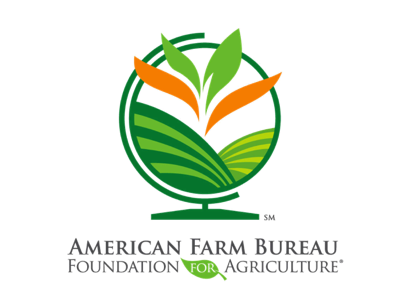 SM
AMERICAN FARM BUREAU
FOUNDATION FOR AGRICULTURE®